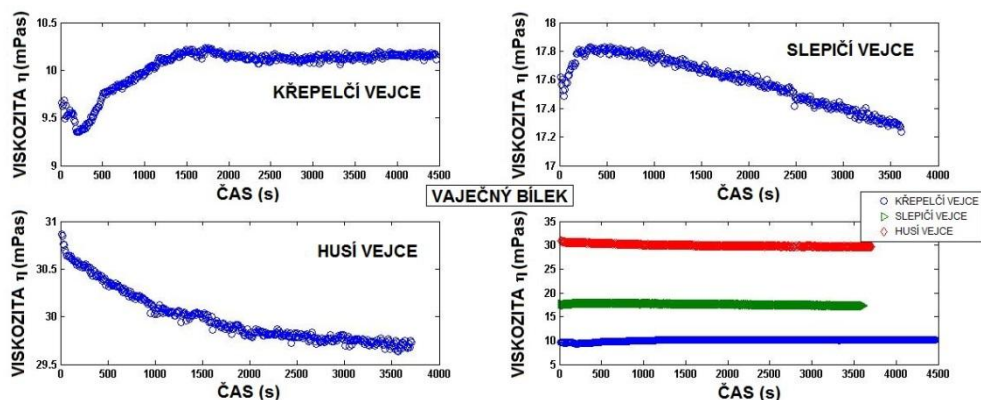 VISKOZITA η (mPas)
10.5
10
9.5
9
KŘEPELČÍ VEJCE
0 500 1000 1500 2000 2500 3000 3500 4000 4500
ČAS (s)
VISKOZITA η (mPas)
18
17.8
17.6
17.4
17.2
17
SLEPIČÍ VEJCE
0 500 1000 1500 2000 2500 3000 3500 4000
ČAS (s)
VAJEČNÝ BÍLEK
VISKOZITA η (mPas)
31
30.5
30
29.5
HUSÍ VEJCE
0 500 1000 1500 2000 2500 3000 3500 4000
ČAS (s)
VISKOZITA η (mPas)
35
30
25
20
15
10
5
KŘEPELČÍ VEJCE
SLEPIČÍ VEJCE
HUSÍ VEJCE
0 500 1000 1500 2000 2500 3000 3500 4000 4500
ČAS (s)